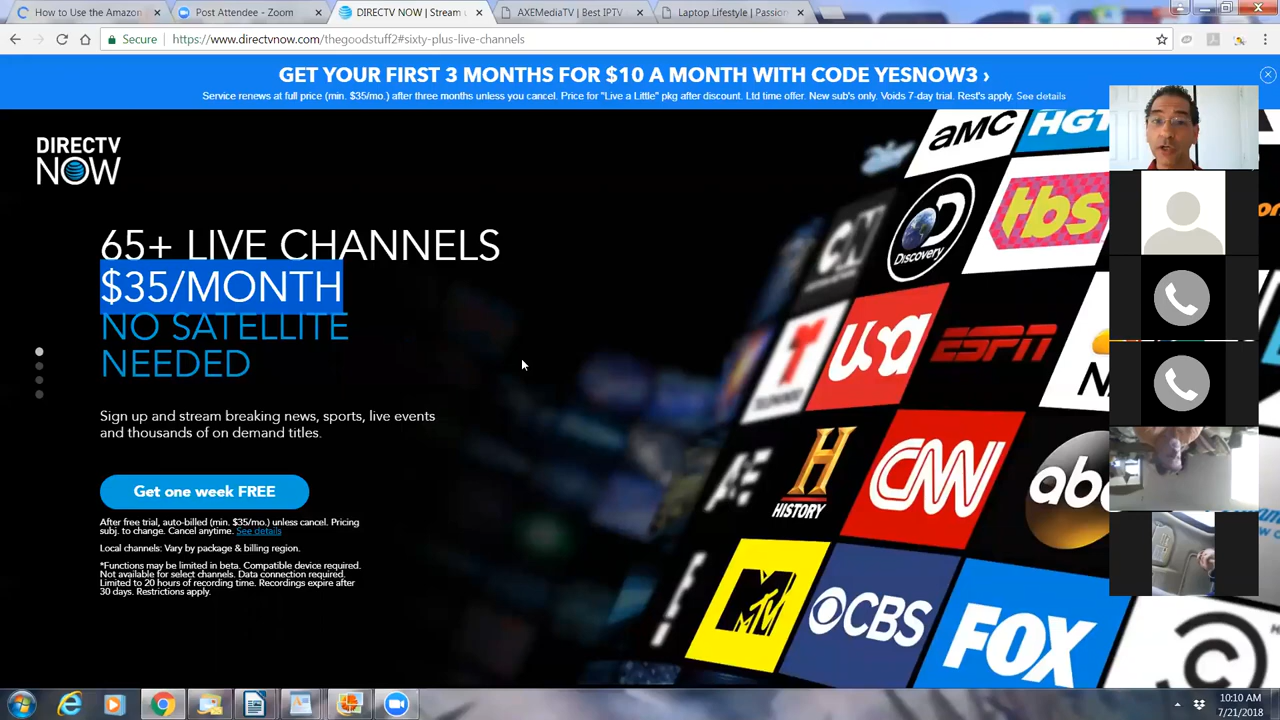 How to Use the Amazon
Post Attendee - Zoom
DIRECTV NOW | Stream
AXEMediaTV | Best IPTV
Laptop Lifestyle | Passion
Secure
https://www.directvnow.com/thegoodstuff2#sixty-plus-live-channels
GET YOUR FIRST 3 MONTHS FOR $10 A MONTH WITH CODE YESNOW3 ›
Service renews at full price (min. $35/mo.) after three months unless you cancel. Price for "Live a Little" pkg after discount. Ltd time offer. New sub's only. Voids 7-day trial. Rest's apply. See details
DIRECTV
NOW
65+ LIVE CHANNELS
$35/MONTH
NO SATELLITE
NEEDED
Sign up and stream breaking news, sports, live events
and thousands of on demand titles.
Get one week FREE
After free trial, auto-billed (min. $35/mo.) unless cancel. Pricing
subj. to change. Cancel anytime. See details
Local channels: Vary by package & billing region.
*Functions may be limited in beta. Compatible device required.
Not available for select channels. Data connection required.
Limited to 20 hours of recording time. Recordings expire after
30 days. Restrictions apply.
amc
HGT
CN
Discovery
tbs
usa
ESPN
A&E
H
HISTORY
CNN
abc
MTV
CBS
FOX
10:10 AM
7/21/2018